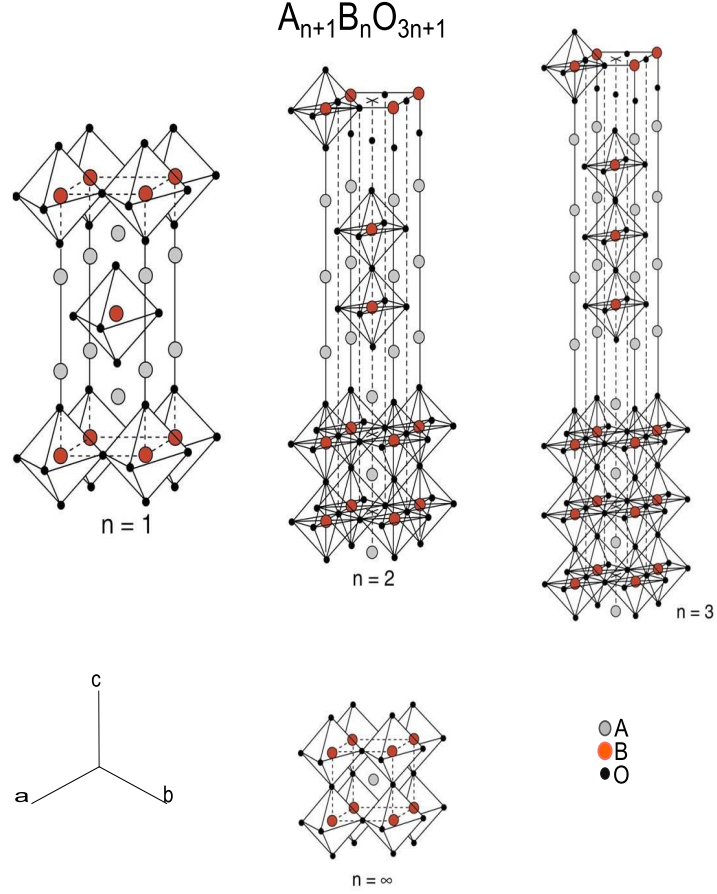 Aₙ₊₁BₙO₃ₙ₊₁
n = 1
n = 2
n = 3
c
a
b
n = ∞
A
B
O